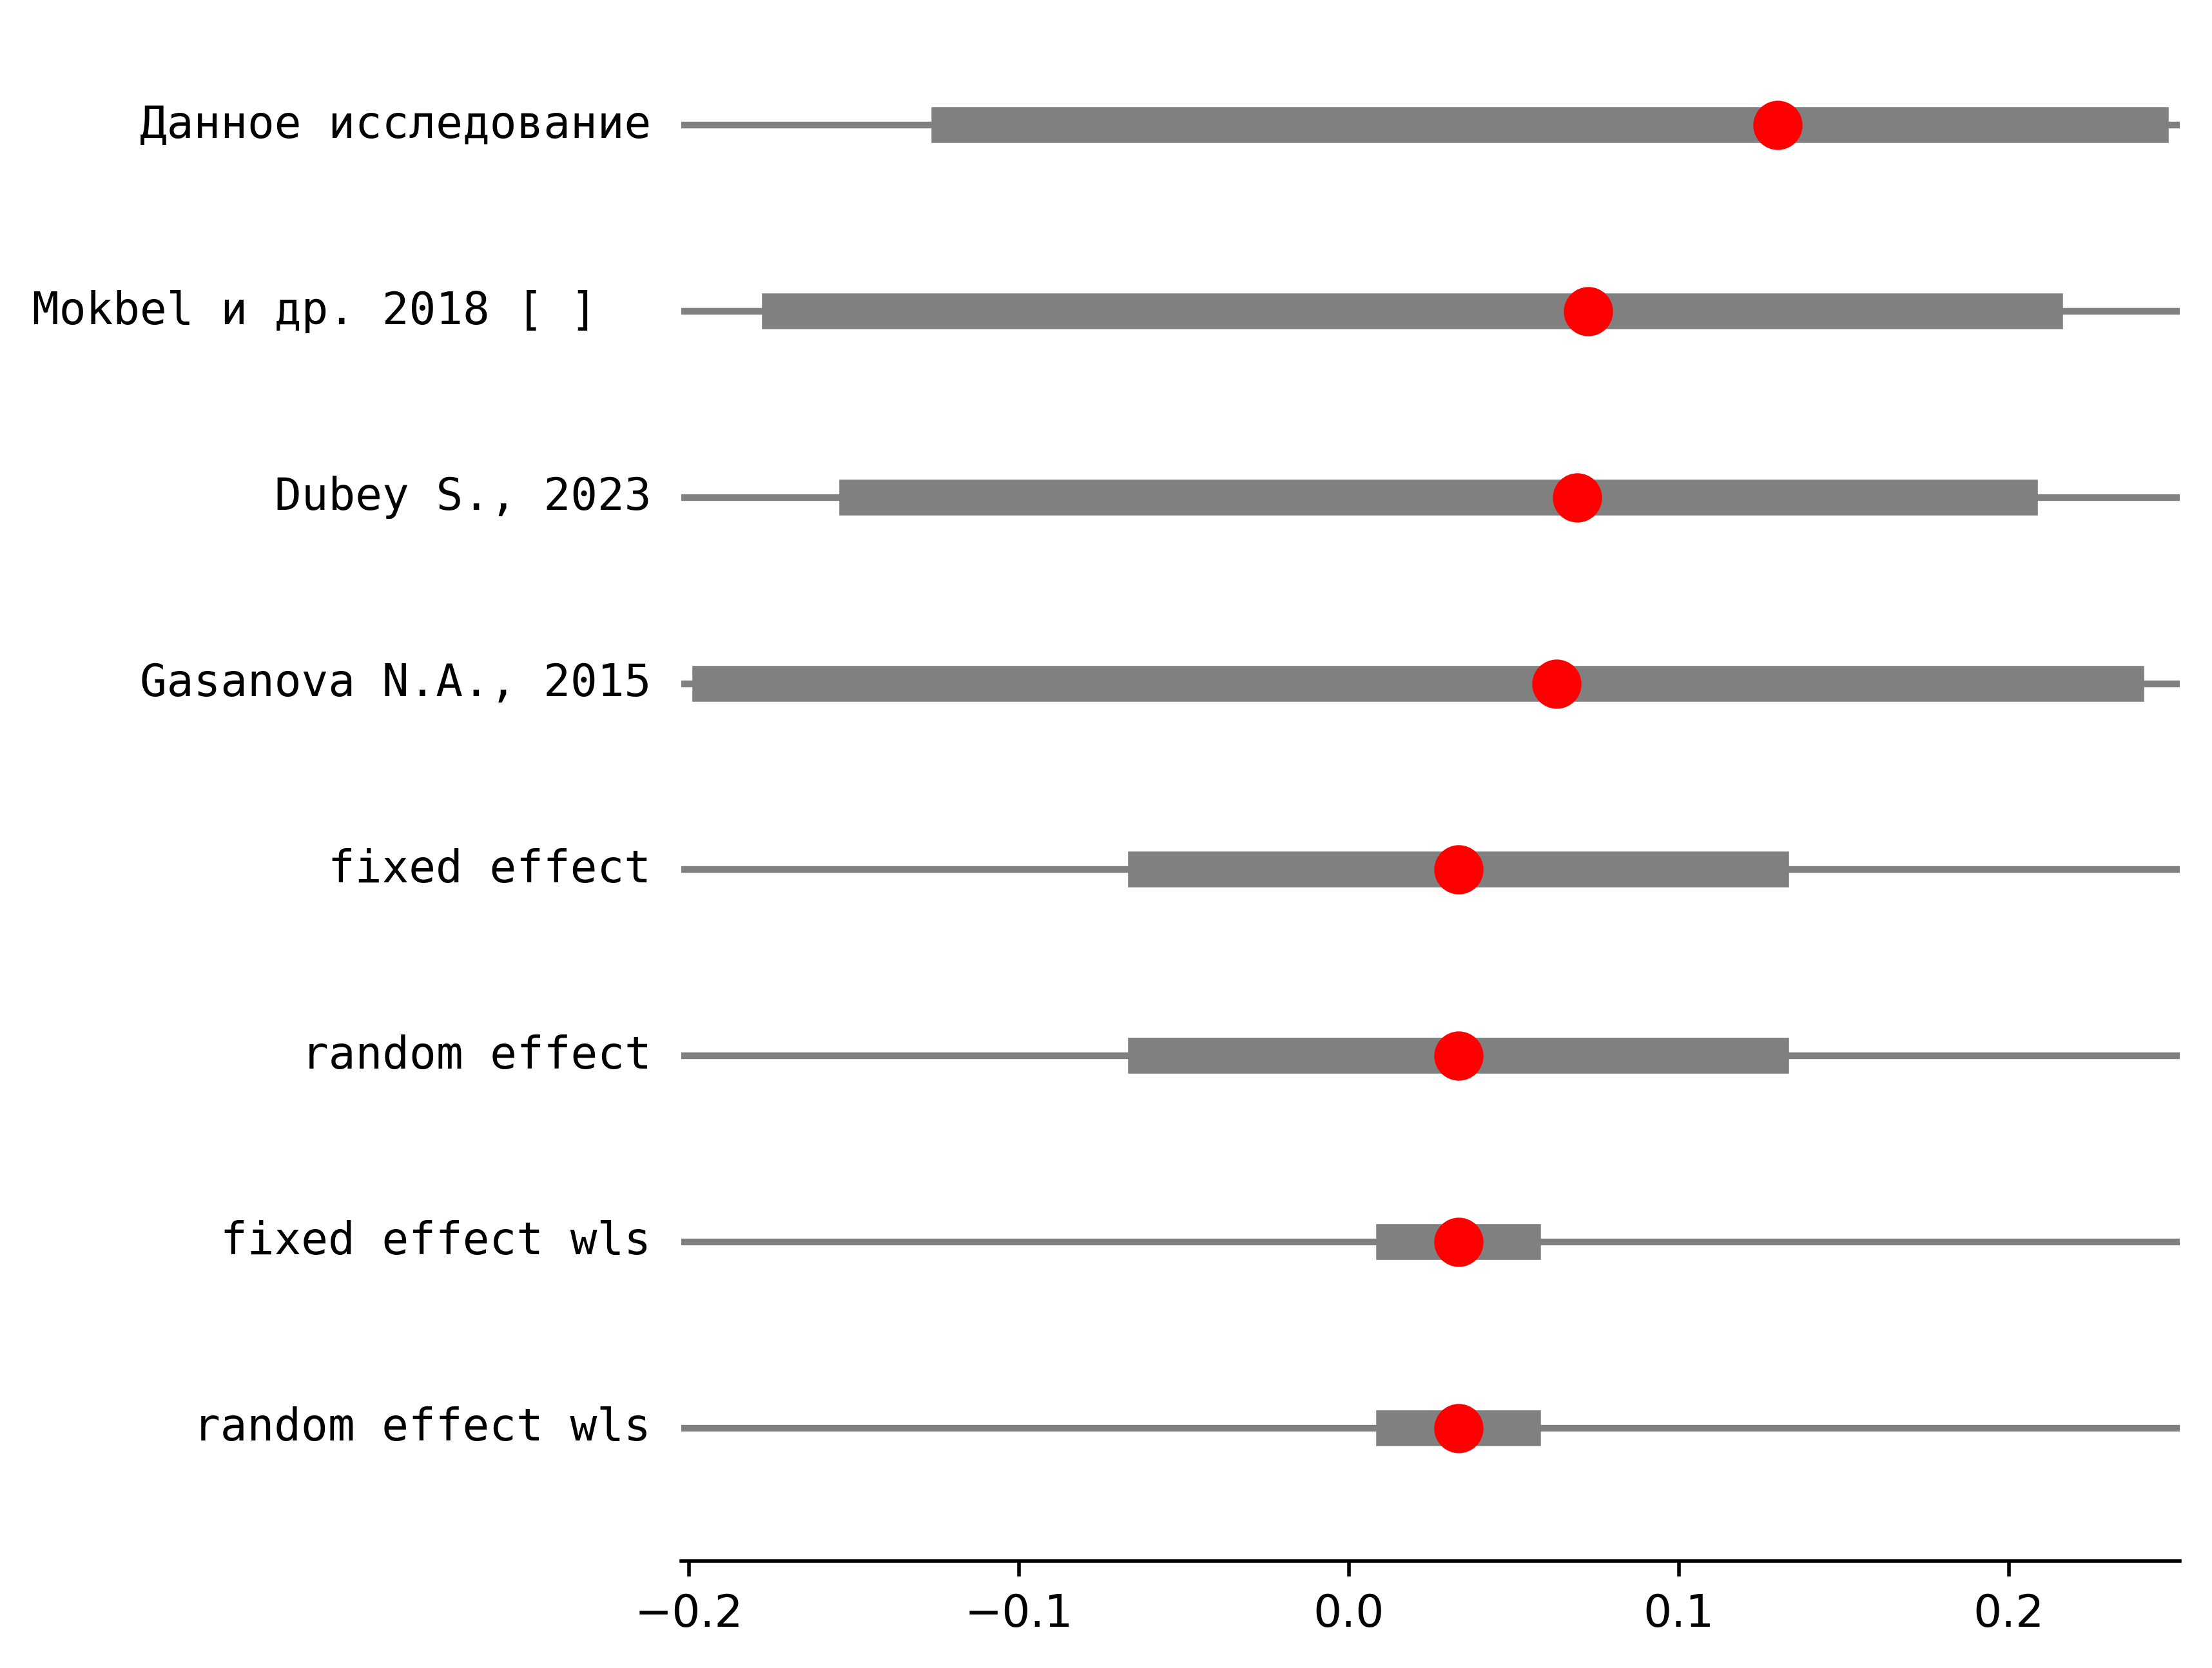 Данное исследование
Mokbel и др. 2018 [ ]
Dubey S., 2023
Gasanova N.A., 2015
fixed effect
random effect
fixed effect wls
random effect wls
−0.2 −0.1 0.0 0.1 0.2